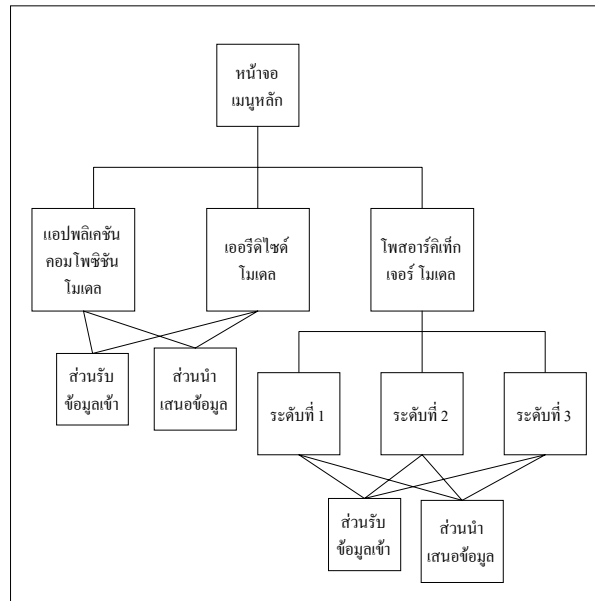 หน้าจอ
เมนูหลัก
แอปพลิเคชัน
คอมโพซิชัน
โมเดล
เออรีดีไซด์
โมเดล
โพสอาร์คิเท็ก
เจอร์ โมเดล
ส่วนรับ
ข้อมูลเข้า
ส่วนนำ
เสนอข้อมูล
ระดับที่ 1
ระดับที่ 2
ระดับที่ 3
ส่วนรับ
ข้อมูลเข้า
ส่วนนำ
เสนอข้อมูล